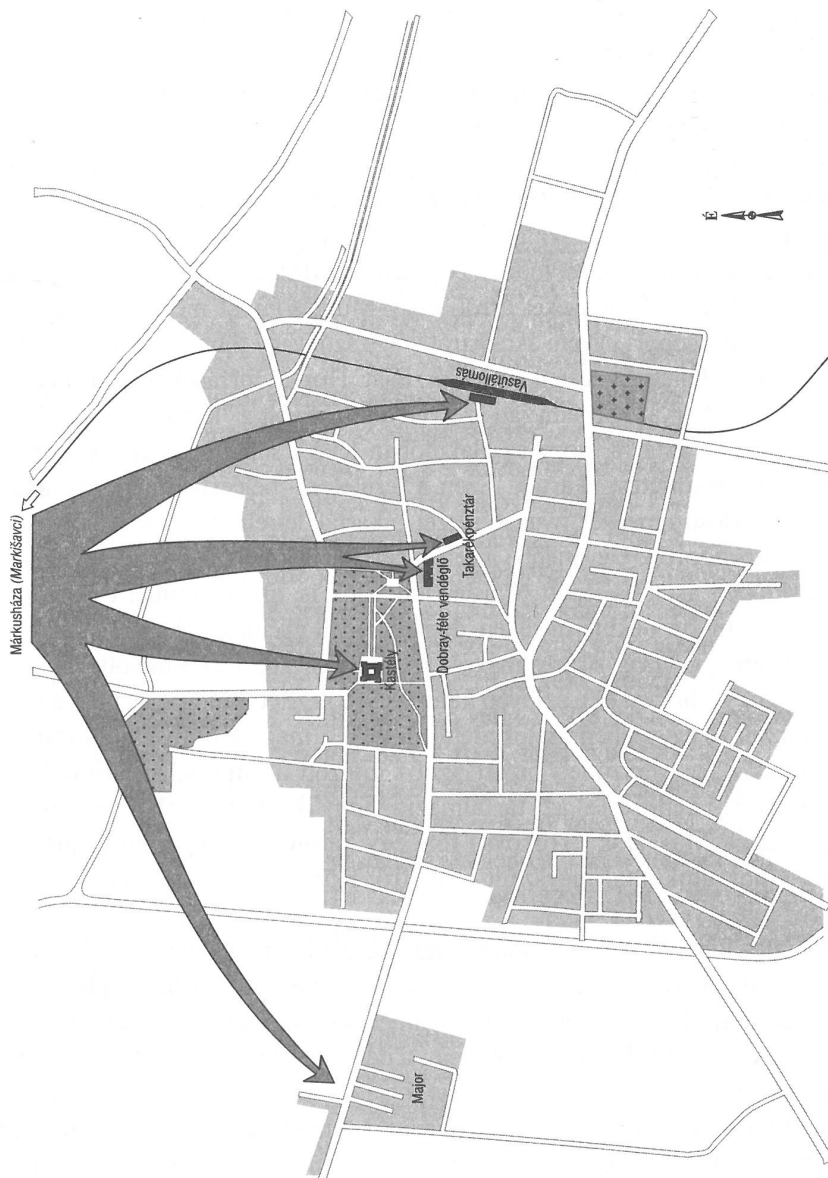 Márkusháza (Markišavci)
É
Vasútállomás
Takarékpénztár
Dobray-féle vendéglő
Kastély
Major